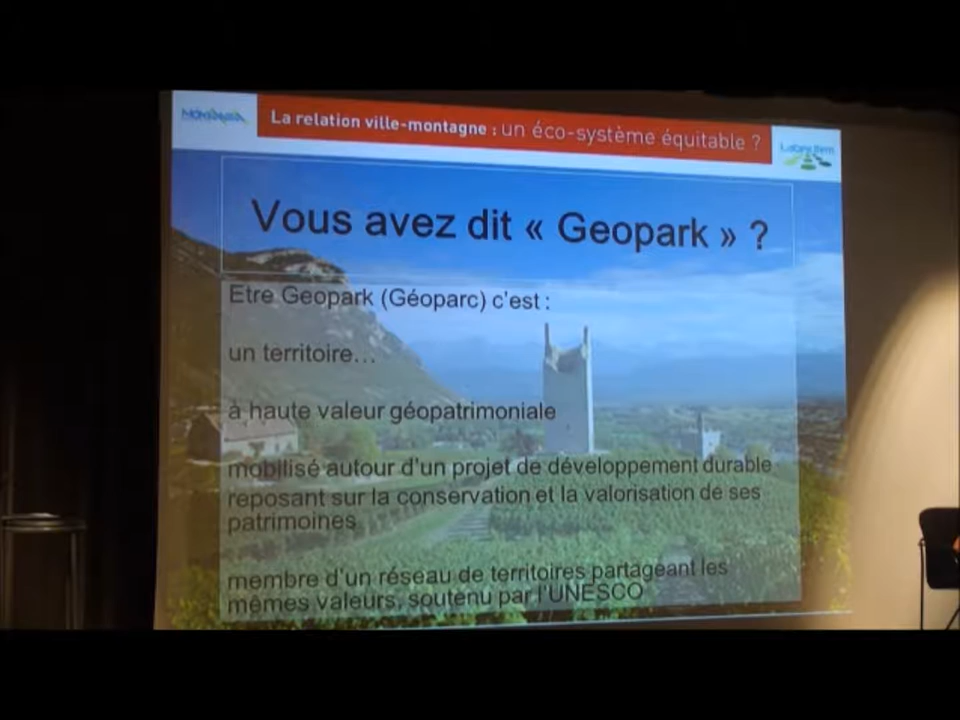 La relation ville-montagne : un éco-système équitable ?
Vous avez dit « Geopark » ?
Etre Geopark (Géoparc) c'est :
un territoire…
à haute valeur géopatrimoniale
mobilisé autour d'un projet de développement durable
reposant sur la conservation et la valorisation de ses
patrimoines
membre d'un réseau de territoires partageant les
mêmes valeurs, soutenu par l'UNESCO